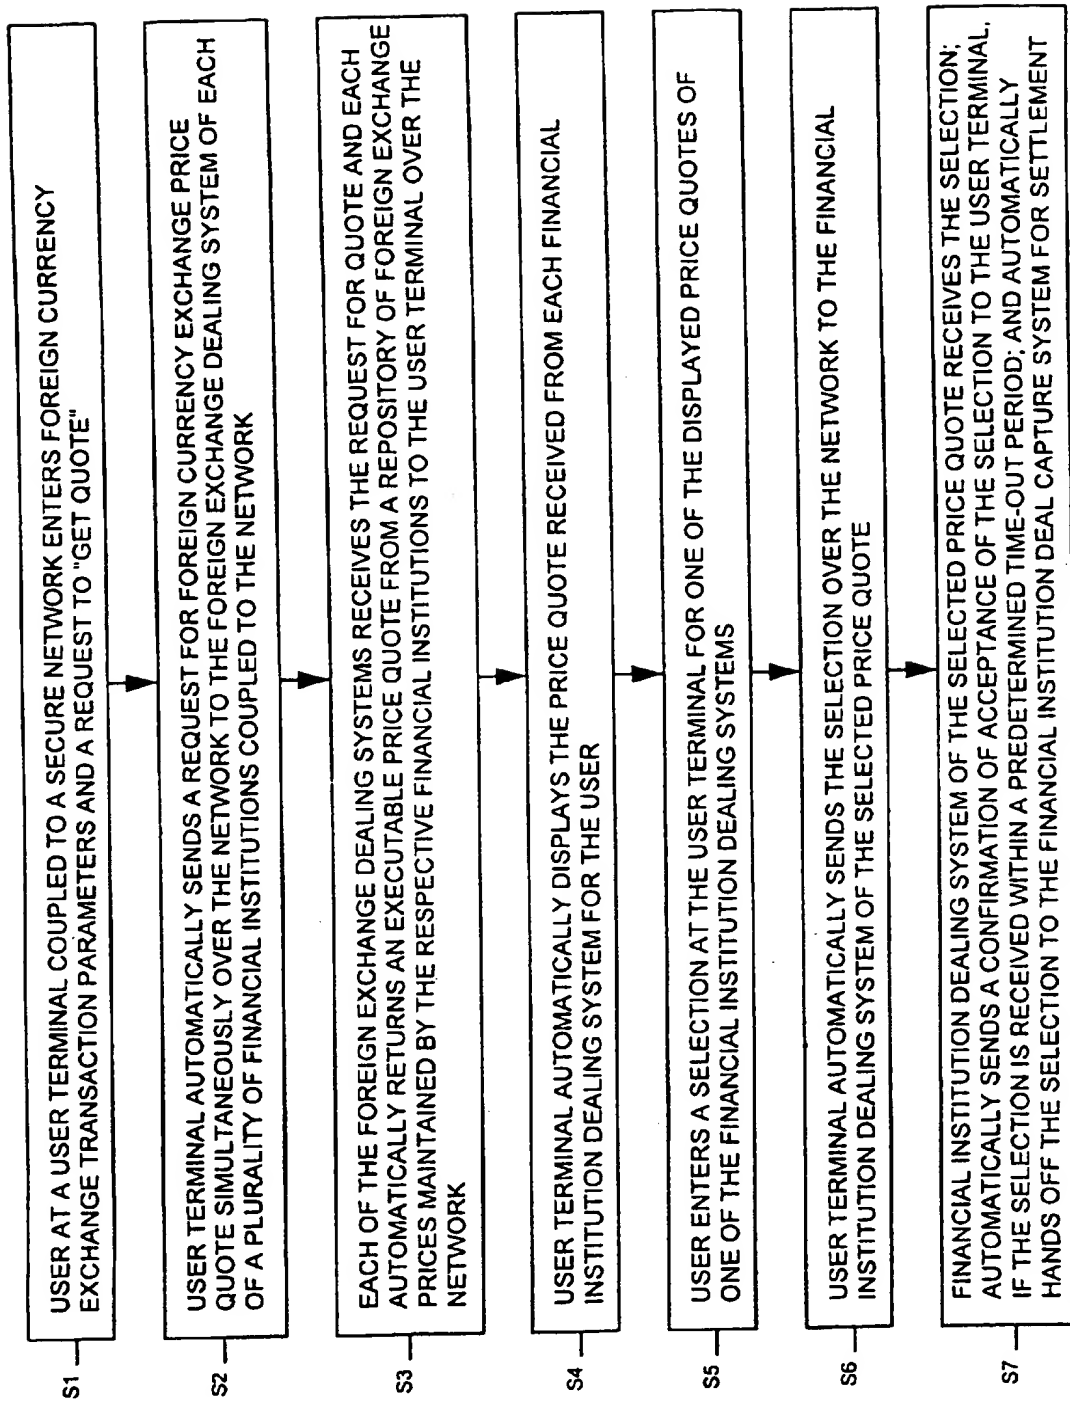 S1
USER AT A USER TERMINAL COUPLED TO A SECURE NETWORK ENTERS FOREIGN CURRENCY
EXCHANGE TRANSACTION PARAMETERS AND A REQUEST TO "GET QUOTE"
S2
USER TERMINAL AUTOMATICALLY SENDS A REQUEST FOR FOREIGN CURRENCY EXCHANGE PRICE
QUOTE SIMULTANEOUSLY OVER THE NETWORK TO THE FOREIGN EXCHANGE DEALING SYSTEM OF EACH
OF A PLURALITY OF FINANCIAL INSTITUTIONS COUPLED TO THE NETWORK
S3
EACH OF THE FOREIGN EXCHANGE DEALING SYSTEMS RECEIVES THE REQUEST FOR QUOTE AND EACH
AUTOMATICALLY RETURNS AN EXECUTABLE PRICE QUOTE FROM A REPOSITORY OF FOREIGN EXCHANGE
PRICES MAINTAINED BY THE RESPECTIVE FINANCIAL INSTITUTIONS TO THE USER TERMINAL OVER THE
NETWORK
S4
USER TERMINAL AUTOMATICALLY DISPLAYS THE PRICE QUOTE RECEIVED FROM EACH FINANCIAL
INSTITUTION DEALING SYSTEM FOR THE USER
S5
USER ENTERS A SELECTION AT THE USER TERMINAL FOR ONE OF THE DISPLAYED PRICE QUOTES OF
ONE OF THE FINANCIAL INSTITUTION DEALING SYSTEMS
S6
USER TERMINAL AUTOMATICALLY SENDS THE SELECTION OVER THE NETWORK TO THE FINANCIAL
INSTITUTION DEALING SYSTEM OF THE SELECTED PRICE QUOTE
S7
FINANCIAL INSTITUTION DEALING SYSTEM OF THE SELECTED PRICE QUOTE RECEIVES THE SELECTION;
AUTOMATICALLY SENDS A CONFIRMATION OF ACCEPTANCE OF THE SELECTION TO THE USER TERMINAL,
IF THE SELECTION IS RECEIVED WITHIN A PREDETERMINED TIME-OUT PERIOD; AND AUTOMATICALLY
HANDS OFF THE SELECTION TO THE FINANCIAL INSTITUTION DEAL CAPTURE SYSTEM FOR SETTLEMENT